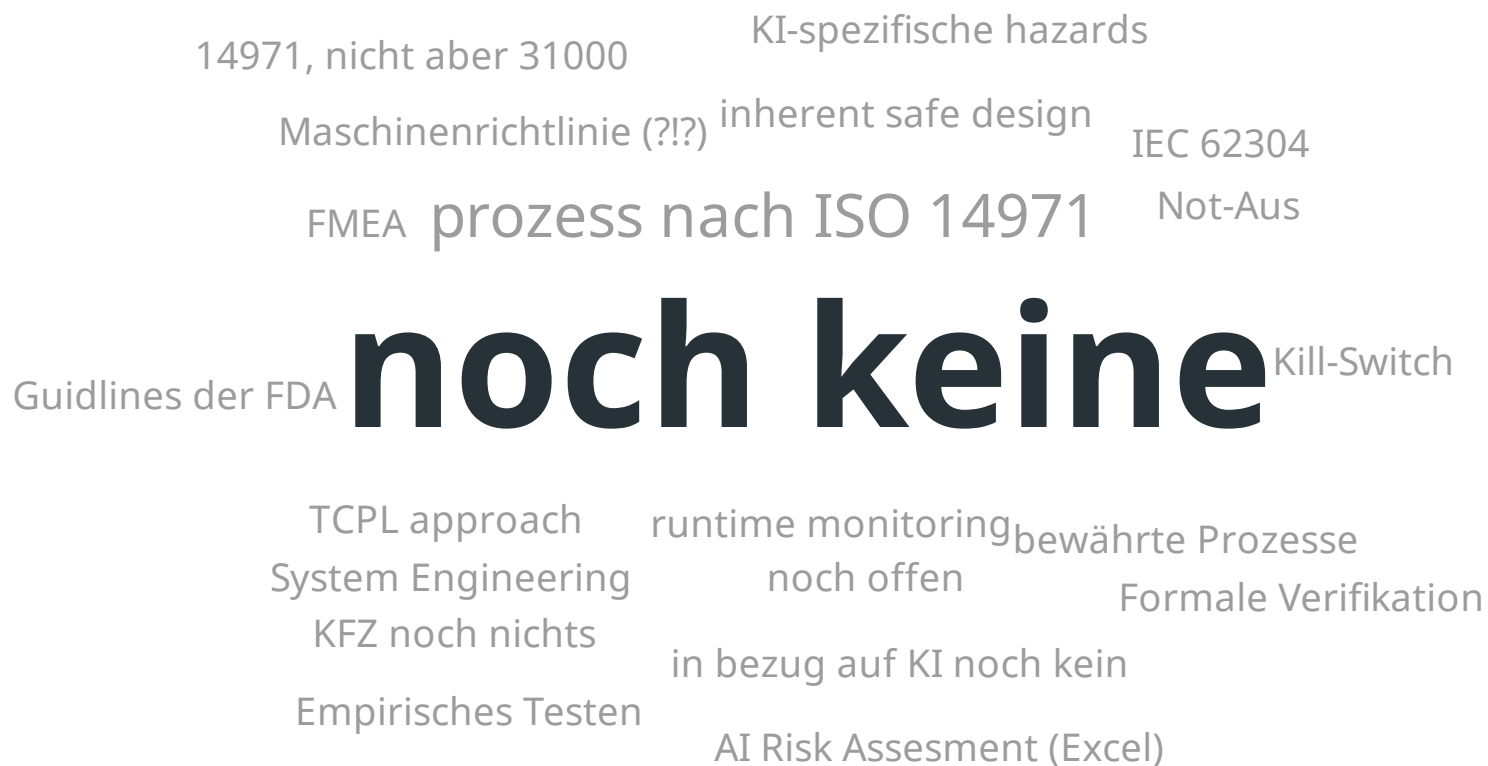 KI-spezifische hazards
14971, nicht aber 31000
inherent safe design
Maschinenrichtlinie (?!?)
IEC 62304
FMEA
prozess nach ISO 14971
Not-Aus
noch keine
Kill-Switch
Guidlines der FDA
TCPL approach
runtime monitoring
bewährte Prozesse
System Engineering
noch offen
Formale Verifikation
KFZ noch nichts
in bezug auf KI noch kein
Empirisches Testen
AI Risk Assesment (Excel)